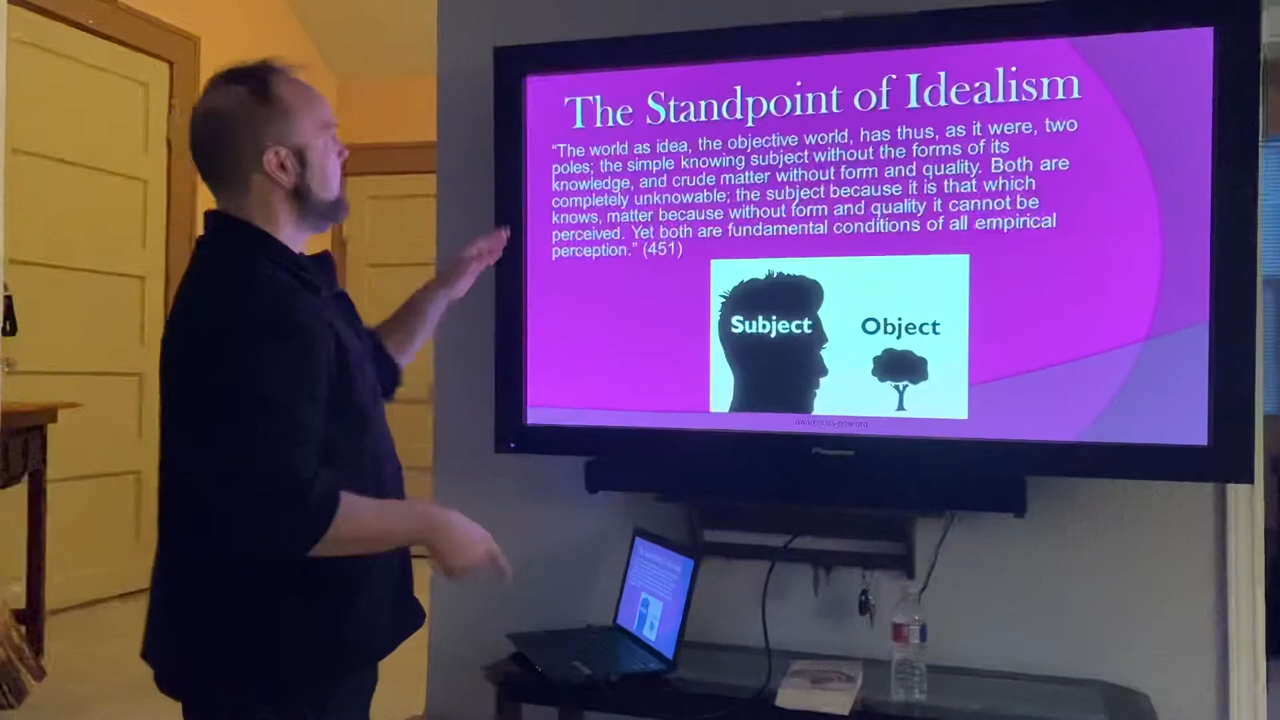 The Standpoint of Idealism
"The world as idea, the objective world, has thus, as it were, two
poles; the simple knowing subject without the forms of its
knowledge, and crude matter without form and quality. Both are
completely unknowable; the subject because it is that which
knows, matter because without form and quality it cannot be
perceived. Yet both are fundamental conditions of all empirical
perception." (451)
Subject
Object